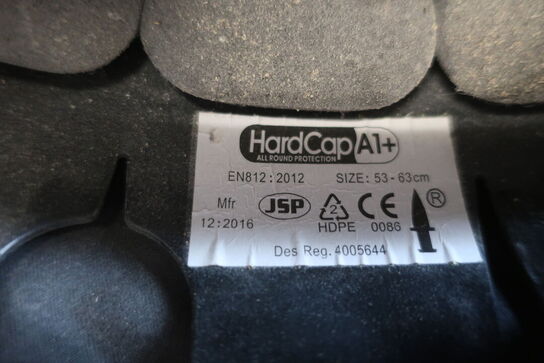 HardCap A1+
ALL ROUND PROTECTION
EN812:2012 SIZE: 53-63cm
Mfr JSP 2 CE ®
12:2016 HDPE 0086
Des Reg. 4005644